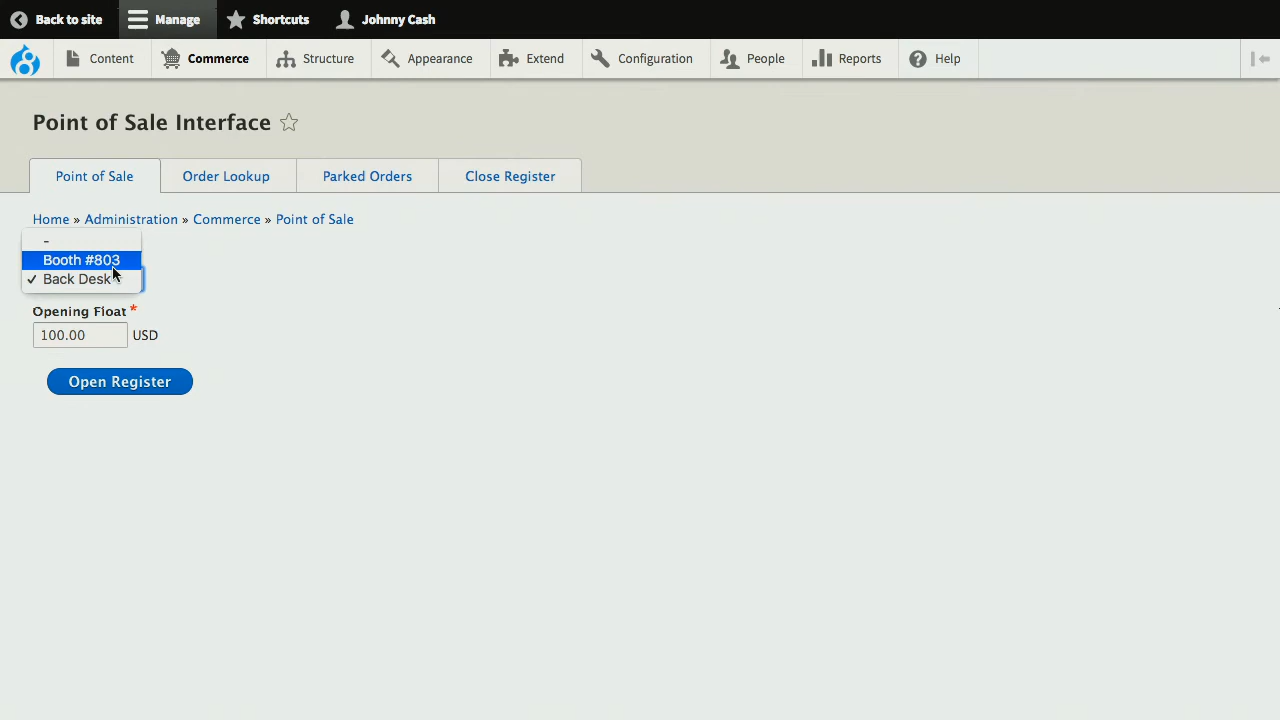 Back to site Manage Shortcuts Johnny Cash
Content Commerce Structure Appearance Extend Configuration People Reports Help
Point of Sale Interface
Point of Sale Order Lookup Parked Orders Close Register
Home » Administration » Commerce » Point of Sale
-
Booth #803
✓ Back Desk
Opening Float *
100.00 USD
Open Register